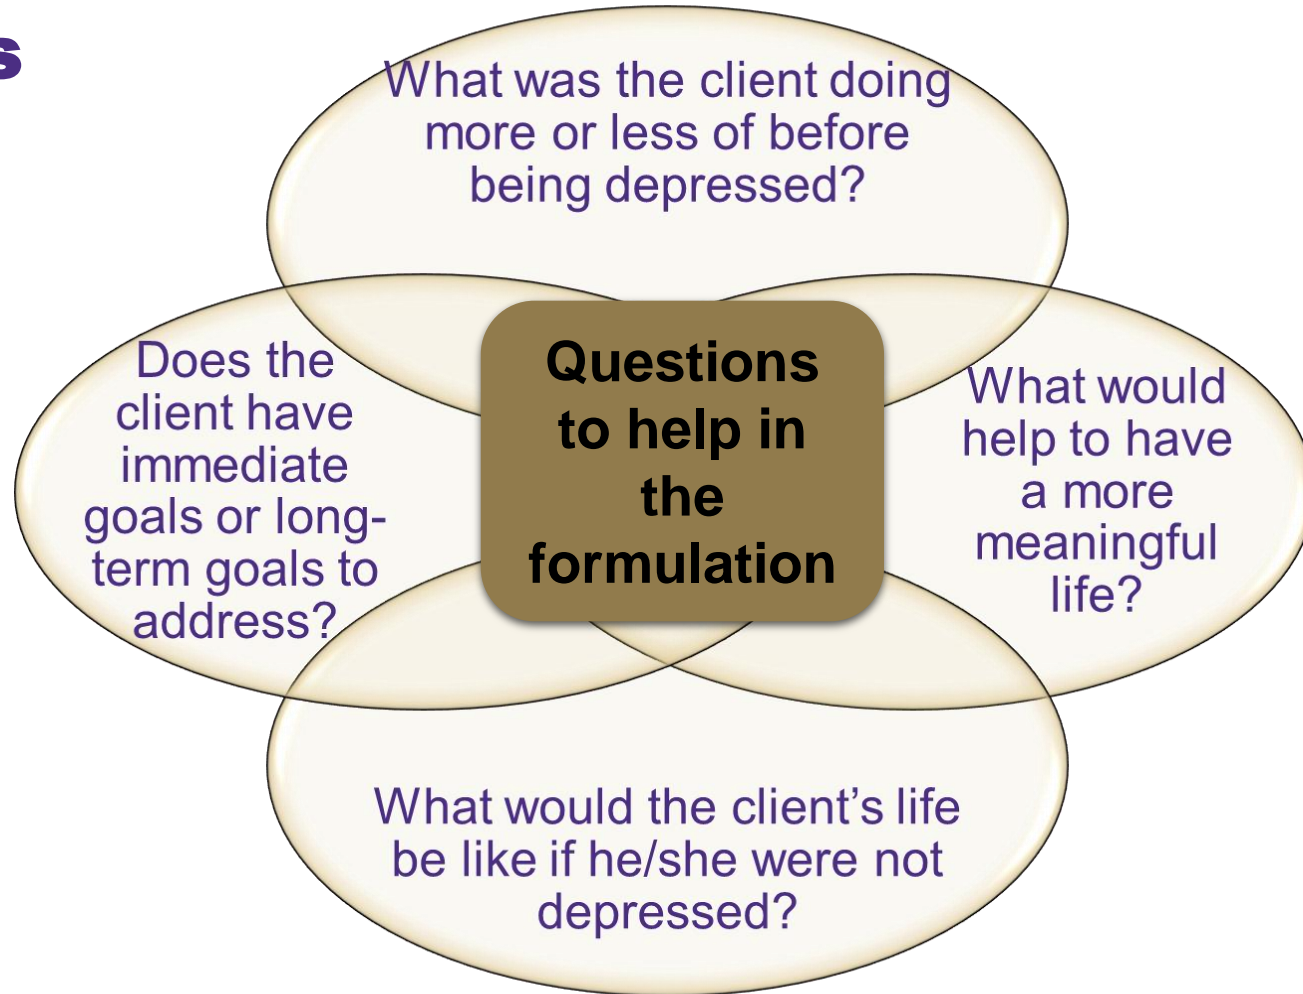 s
What was the client doing
more or less of before
being depressed?
Does the
client have
immediate
goals or long-
term goals to
address?
Questions
to help in
the
formulation
What would
help to have
a more
meaningful
life?
What would the client’s life
be like if he/she were not
depressed?